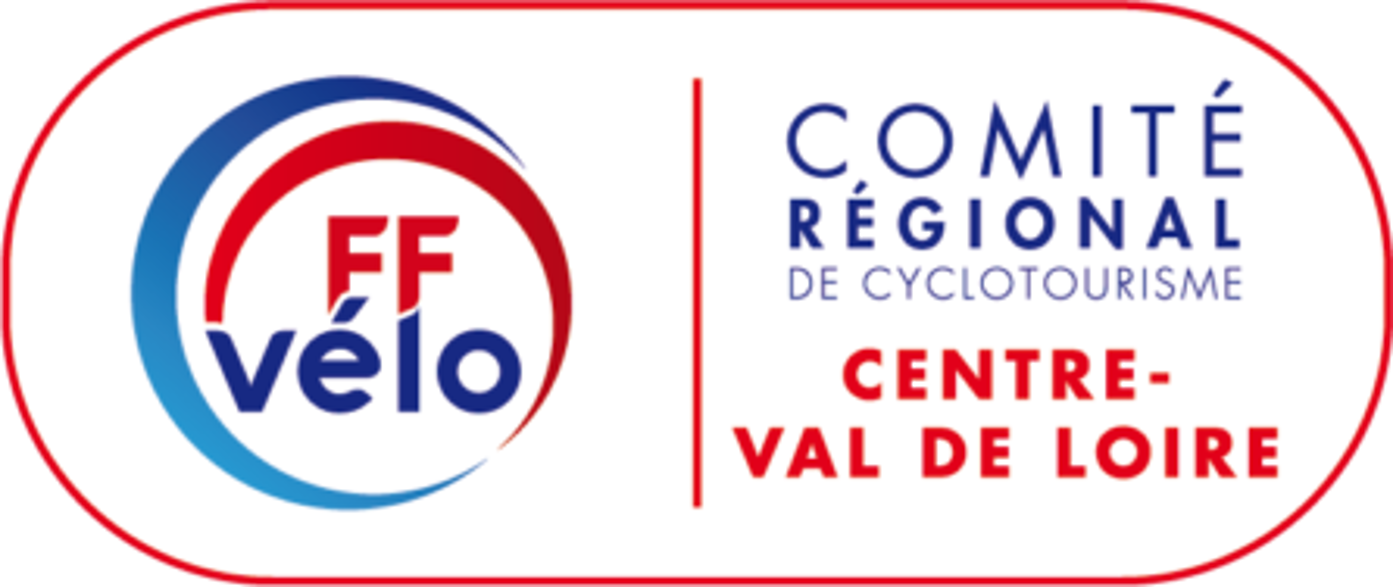 FF
vélo
COMITÉ
RÉGIONAL
DE CYCLOTOURISME
CENTRE-
VAL DE LOIRE